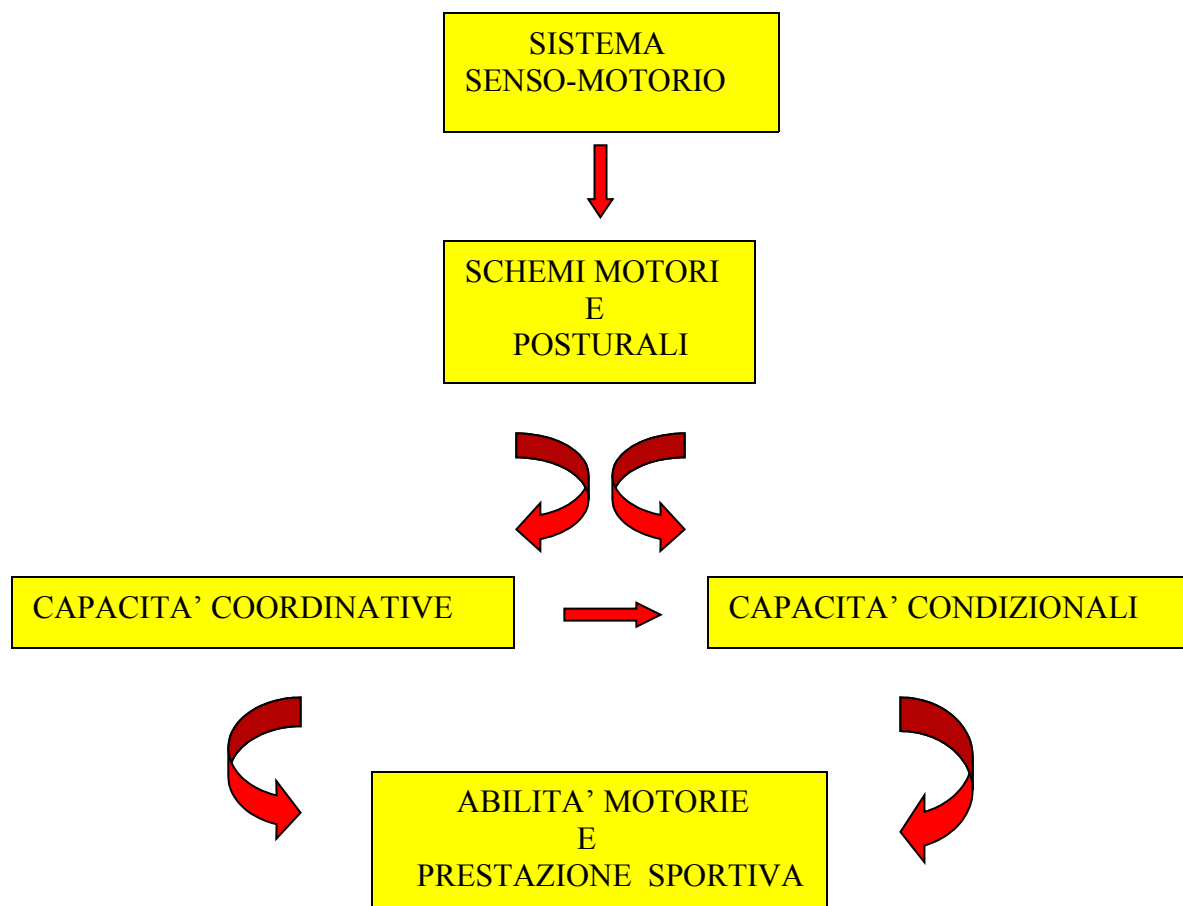 SISTEMA
SENSO-MOTORIO
SCHEMI MOTORI
E
POSTURALI
CAPACITA’ COORDINATIVE
CAPACITA’ CONDIZIONALI
ABILITA’ MOTORIE
E
PRESTAZIONE SPORTIVA